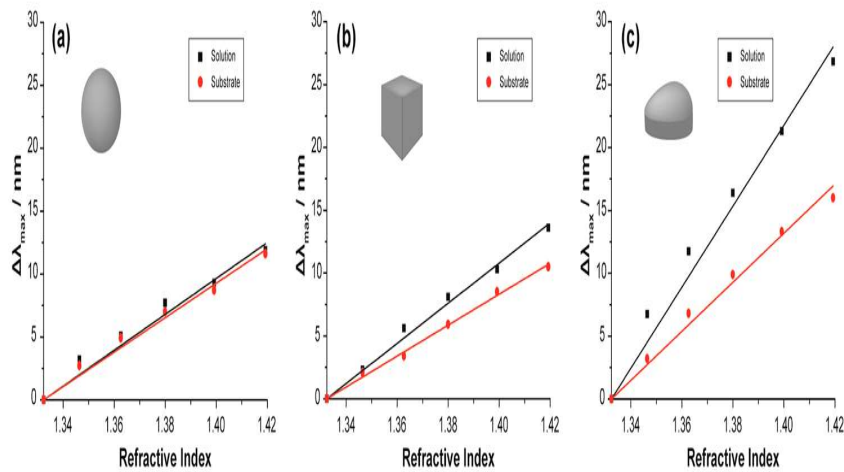 (a)
Solution
Substrate
30
25
20
15
10
5
0
Δλmax / nm
1.34 1.36 1.38 1.40 1.42
Refractive Index
(b)
Solution
Substrate
30
25
20
15
10
5
0
Δλmax / nm
1.34 1.36 1.38 1.40 1.42
Refractive Index
(c)
Solution
Substrate
30
25
20
15
10
5
0
Δλmax / nm
1.34 1.36 1.38 1.40 1.42
Refractive Index